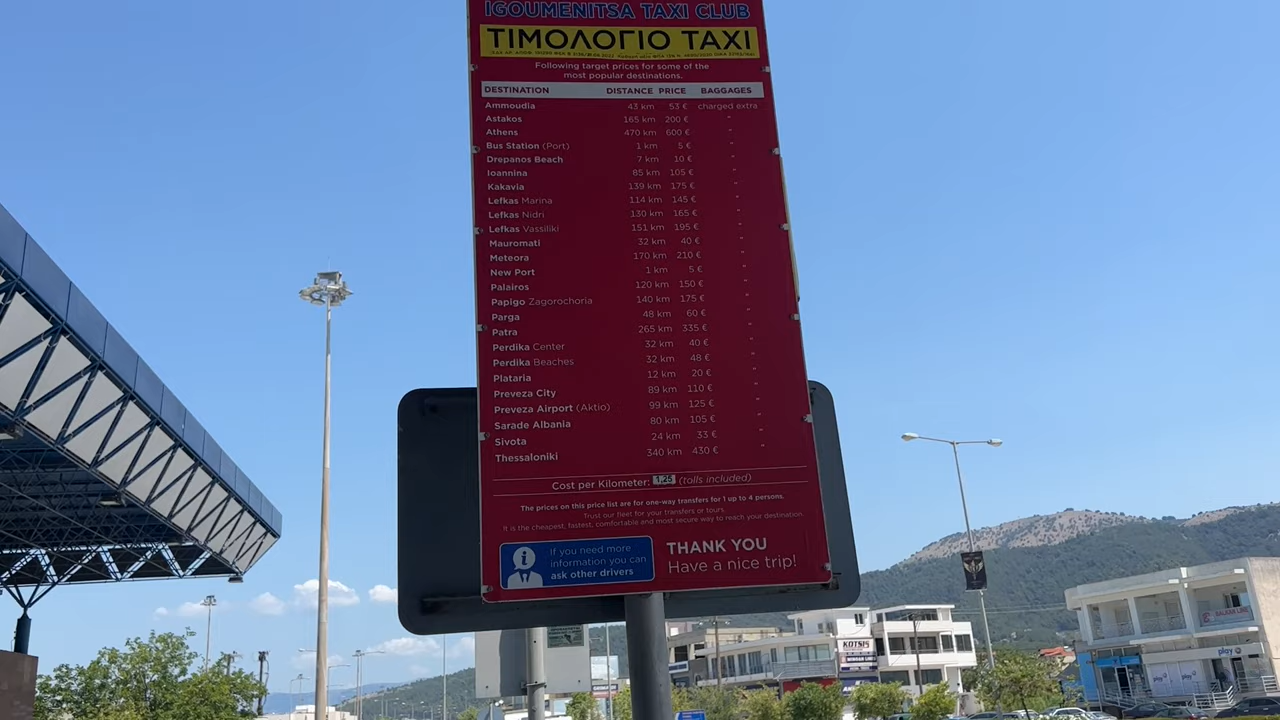 IGOUMENITSA TAXI CLUB
ΤΙΜΟΛΟΓΙΟ ΤΑΧΙ
Following target prices for some of the
most popular destinations.
DESTINATION DISTANCE PRICE BAGGAGES
Ammoudia 43 km 53 € charged extra
Astakos 165 km 200 € "
Athens 470 km 600 € "
Bus Station (Port) 1 km 5 € "
Drepanos Beach 7 km 10 € "
Ioannina 85 km 105 € "
Kakavia 139 km 175 € "
Lefkas Marina 114 km 145 € "
Lefkas Nidri 130 km 165 € "
Lefkas Vassiliki 151 km 195 € "
Mauromati 32 km 40 € "
Meteora 170 km 210 € "
New Port 1 km 5 € "
Palairos 120 km 150 € "
Papigo Zagorochoria 140 km 175 € "
Parga 48 km 60 € "
Patra 265 km 335 € "
Perdika Center 32 km 40 € "
Perdika Beaches 32 km 48 € "
Plataria 12 km 20 € "
Preveza City 89 km 110 € "
Preveza Airport (Aktio) 99 km 125 € "
Sarade Albania 80 km 105 € "
Sivota 24 km 33 € "
Thessaloniki 340 km 430 € "
Cost per Kilometer: 1,25 (tolls included)
The prices on this price list are for one-way transfers for 1 up to 4 persons.
Trust our fleet for your transfers or tours.
It is the cheapest, fastest, comfortable and most secure way to reach your destination.
i
If you need more
information you can
ask other drivers
THANK YOU
Have a nice trip!
KOTSIS
play